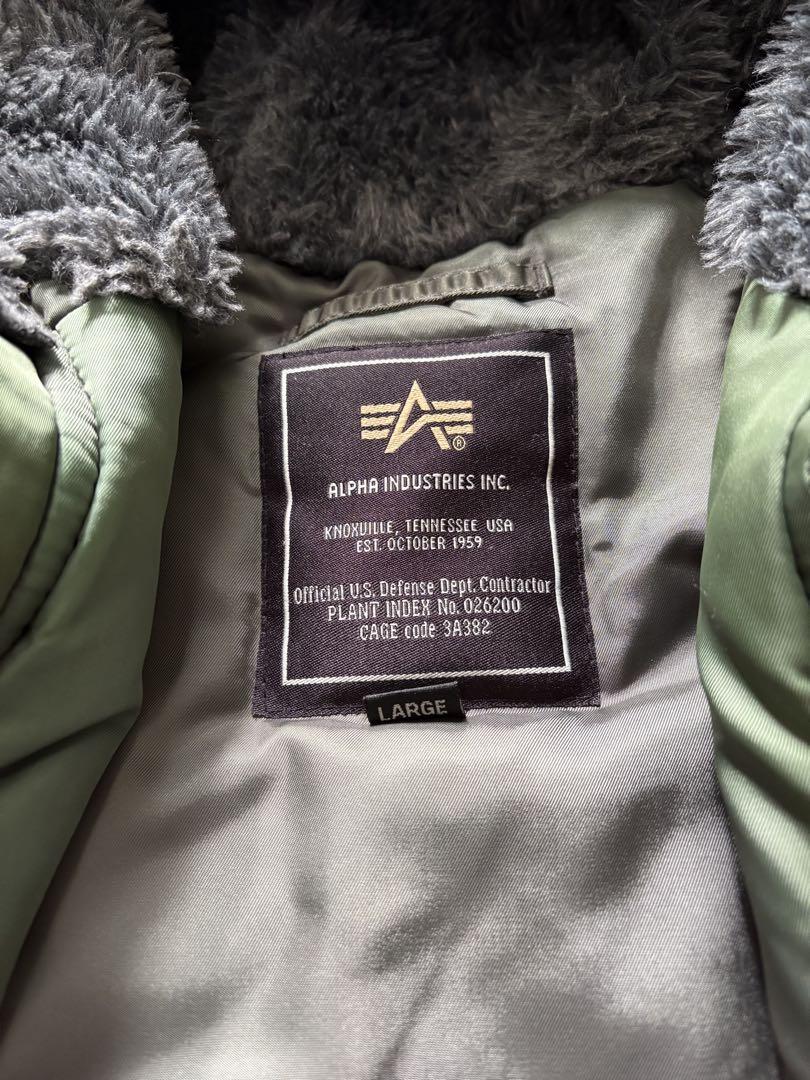 ALPHA INDUSTRIES INC.
KNOXVILLE, TENNESSEE USA
EST. OCTOBER 1959
Official U.S. Defense Dept. Contractor
PLANT INDEX No. 026200
CAGE code 3A382
LARGE